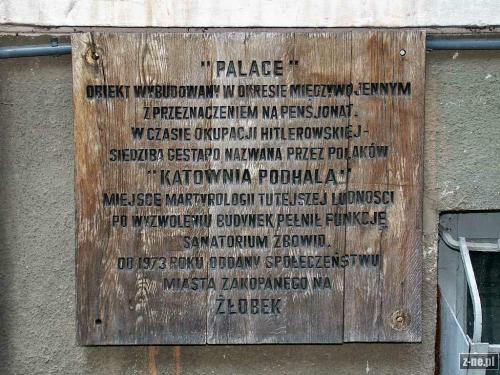 "PALACE"
OBIEKT WYBUDOWANY W OKRESIE MIĘDZYWOJENNYM
Z PRZEZNACZENIEM NA PENSJONAT.
W CZASIE OKUPACJI HITLEROWSKIEJ-
SIEDZIBA GESTAPO NAZWANA PRZEZ POLAKÓW
"KATOWNIA PODHALA"
MIEJSCE MARTYROLOGII TUTEJSZEJ LUDNOŚCI
PO WYZWOLENIU BUDYNEK PEŁNIŁ FUNKCJĘ
SANATORIUM ZBOWID.
OD 1973 ROKU ODDANY SPOŁECZEŃSTWU
MIASTA ZAKOPANEGO NA
ŻŁOBEK
z-ne.pl